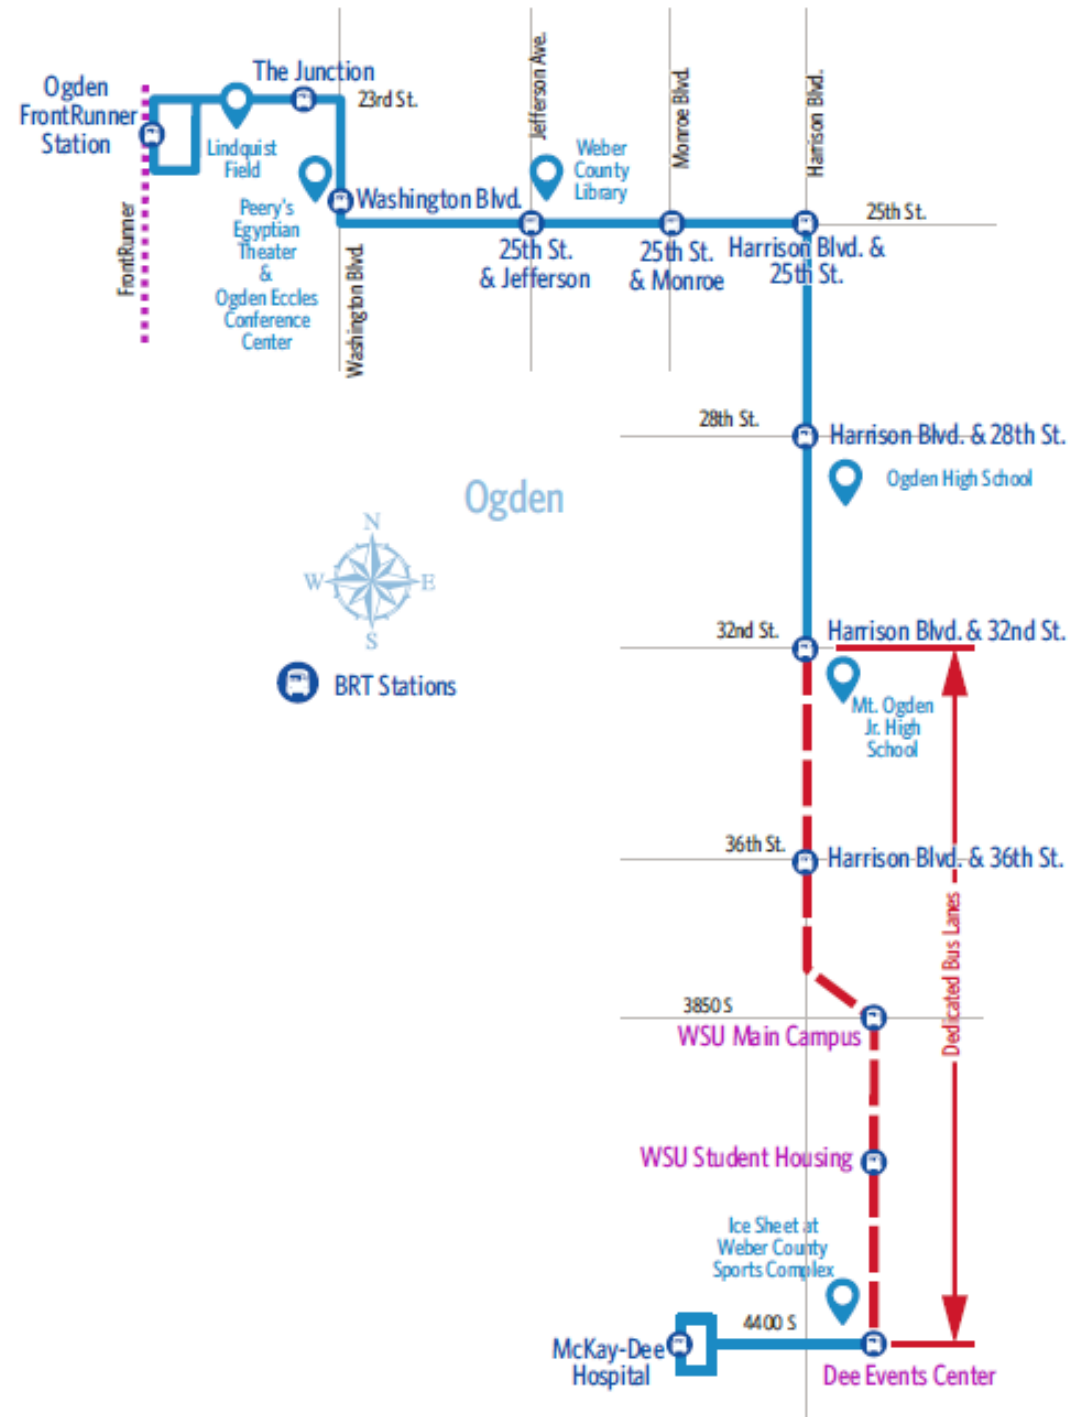 Ogden
FrontRunner
Station
The Junction
23rd St.
Jefferson Ave.
Monroe Blvd.
Harrison Blvd.
Lindquist
Field
Weber
County
Library
Peery's
Egyptian
Theater
&
Ogden Eccles
Conference
Center
Washington Blvd.
25th St.
FrontRunner
Washington Blvd.
25th St.
& Jefferson
25th St.
& Monroe
Harrison Blvd. &
25th St.
28th St.
Harrison Blvd. & 28th St.
Ogden High School
Ogden
N
W
E
S
BRT Stations
32nd St.
Harrison Blvd. & 32nd St.
Mt. Ogden
Jr. High
School
36th St.
Harrison Blvd. & 36th St.
Dedicated Bus Lanes
3850 S
WSU Main Campus
WSU Student Housing
Ice Sheet at
Weber County
Sports Complex
4400 S
McKay-Dee
Hospital
Dee Events Center